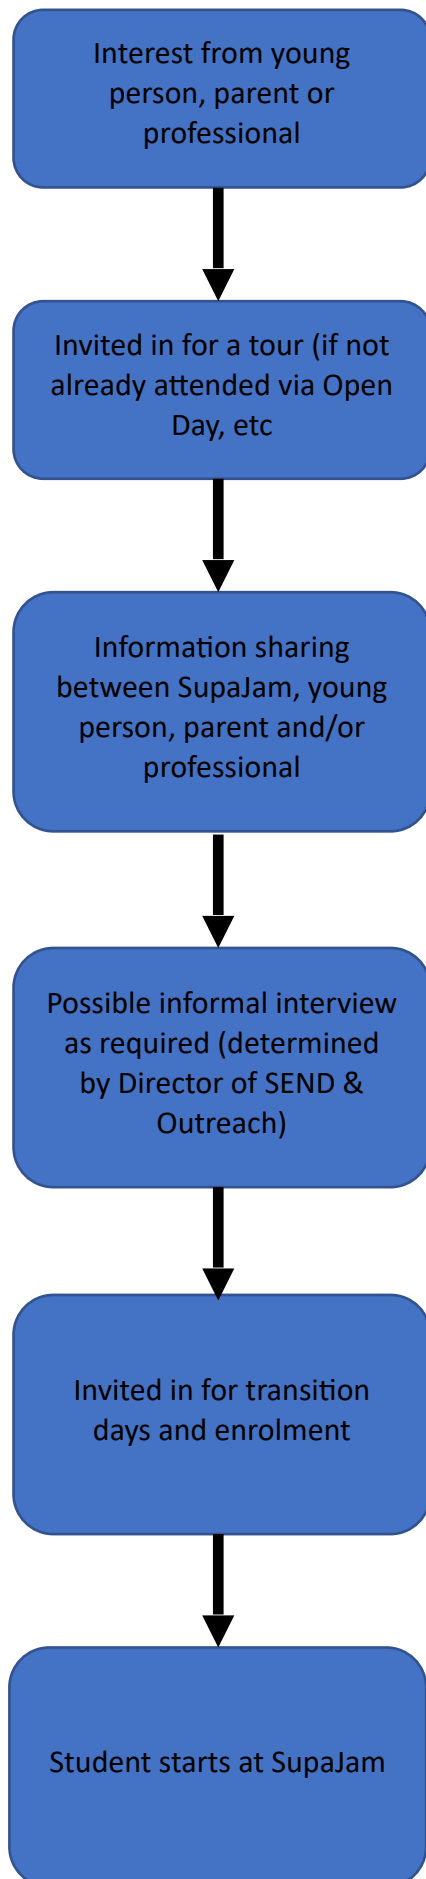 Interest from young
person, parent or
professional
Invited in for a tour (if not
already attended via Open
Day, etc
Information sharing
between SupaJam, young
person, parent and/or
professional
Possible informal interview
as required (determined
by Director of SEND &
Outreach)
Invited in for transition
days and enrolment
Student starts at SupaJam